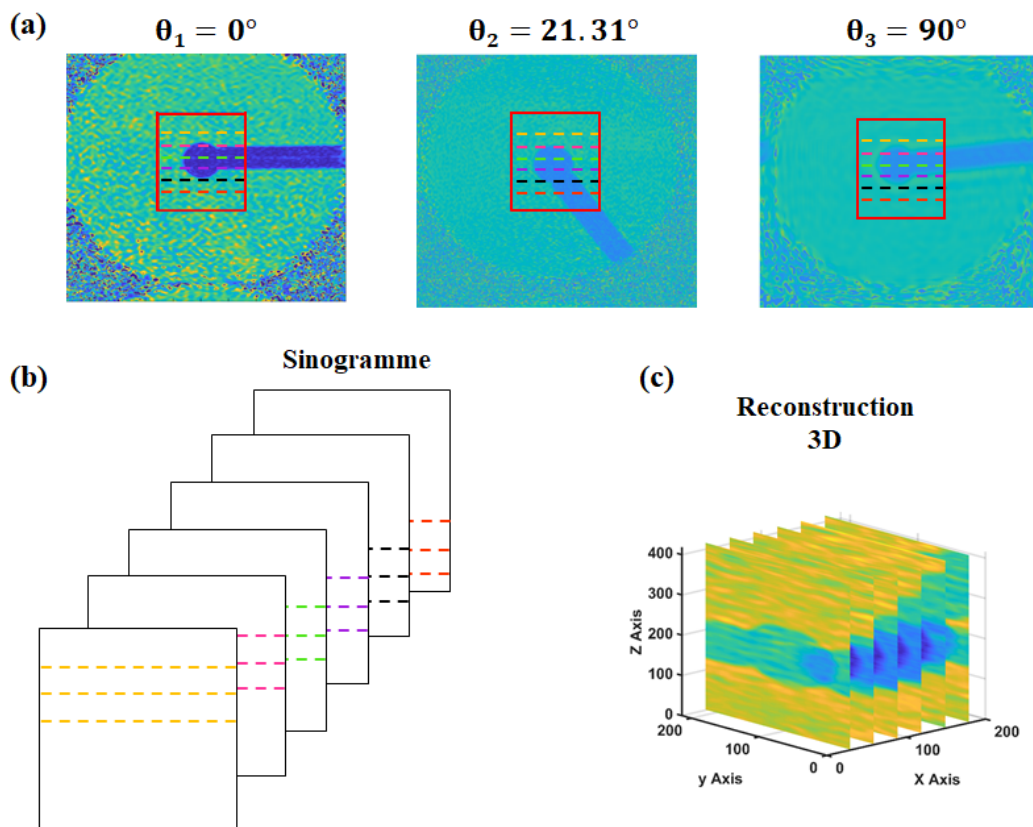 (a)
θ₁ = 0°
θ₂ = 21.31°
θ₃ = 90°
(b)
Sinogramme
(c)
Reconstruction
3D
400
300
200
100
0
Z Axis
200
100
0
y Axis
0
100
200
X Axis